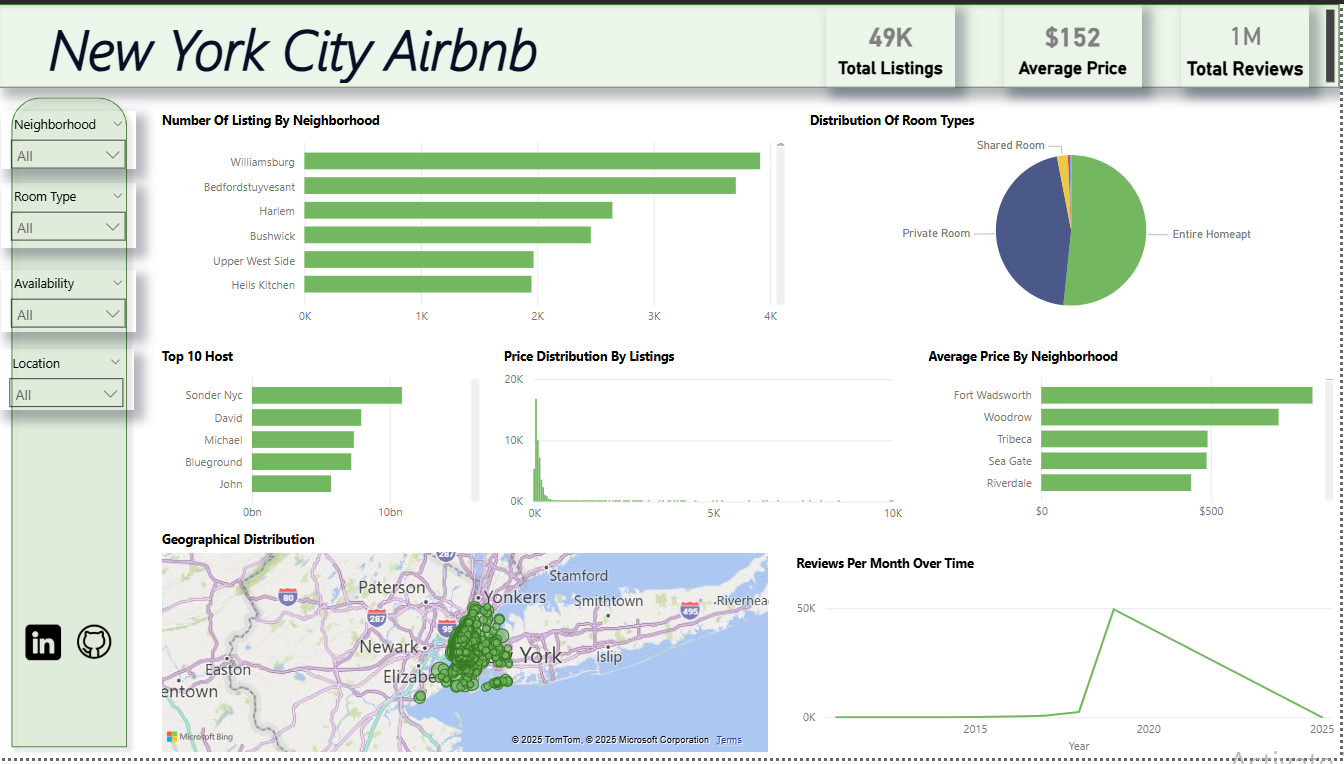 New York City Airbnb
49K
Total Listings
$152
Average Price
1M
Total Reviews
Neighborhood
All
Room Type
All
Availability
All
Location
All
in
Number Of Listing By Neighborhood
Williamsburg
Bedfordstuyvesant
Harlem
Bushwick
Upper West Side
Hells Kitchen
0K 1K 2K 3K 4K
Distribution Of Room Types
Shared Room
Private Room
Entire Homeapt
Top 10 Host
Sonder Nyc
David
Michael
Blueground
John
0bn 10bn
Price Distribution By Listings
20K
10K
0K
0K 5K 10K
Average Price By Neighborhood
Fort Wadsworth
Woodrow
Tribeca
Sea Gate
Riverdale
$0 $500
Geographical Distribution
287
Stamford
Paterson
Yonkers
Smithtown
Riverhea
80
287
495
95
Newark
York
Islip
Easton
Elizabe
entown
Microsoft Bing
© 2025 TomTom, © 2025 Microsoft Corporation Terms
Reviews Per Month Over Time
50K
0K
2015 2020 2025
Year